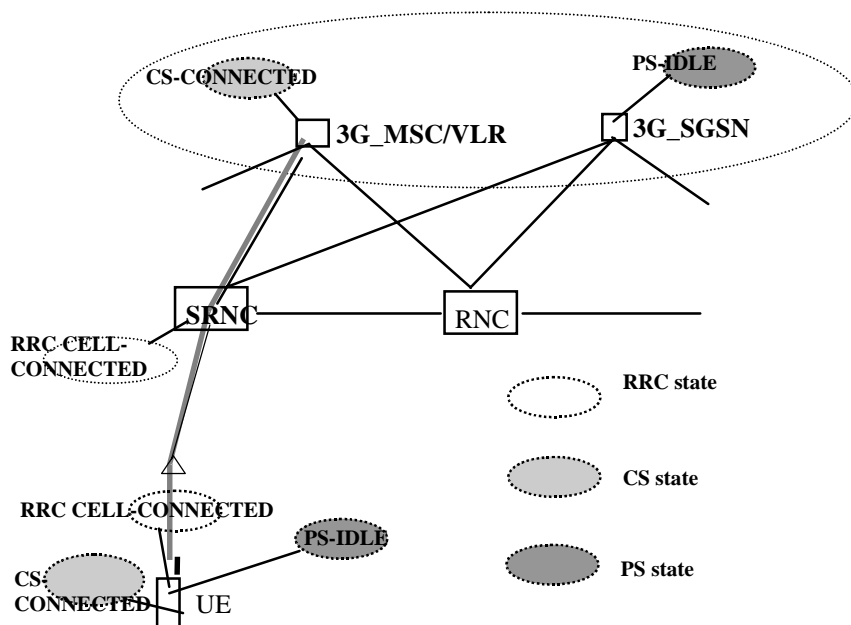 CS-CONNECTED
PS-IDLE
3G_MSC/VLR
3G_SGSN
SRNC
RNC
RRC CELL-
CONNECTED
RRC state
CS state
RRC CELL-CONNECTED
PS-IDLE
PS state
CS
CONNECTED
UE